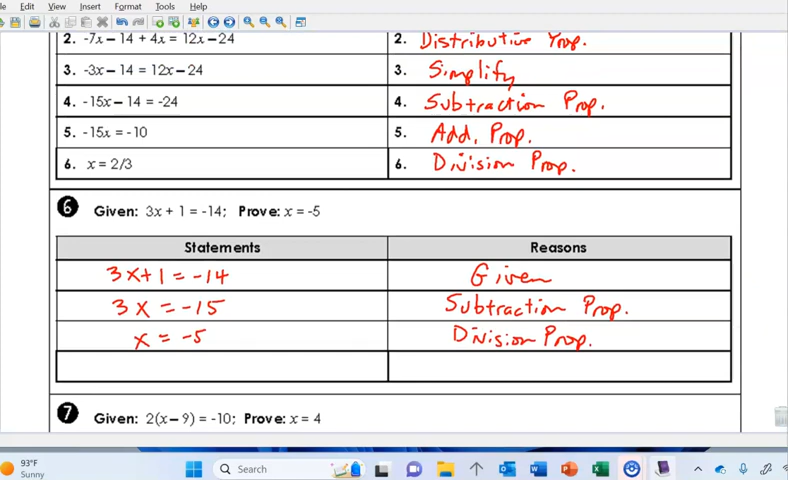 File Edit View Insert Format Tools Help
2. -7x – 14 + 4x = 12x – 24 2. Distributive Prop.
3. -3x – 14 = 12x – 24 3. Simplify
4. -15x – 14 = -24 4. Subtraction Prop.
5. -15x = -10 5. Add. Prop.
6. x = 2/3 6. Division Prop.
6 Given: 3x + 1 = -14; Prove: x = -5
Statements Reasons
3x+1 = -14 Given
3x = -15 Subtraction Prop.
x = -5 Division Prop.
7 Given: 2(x – 9) = -10; Prove: x = 4
93°F
Sunny
Search